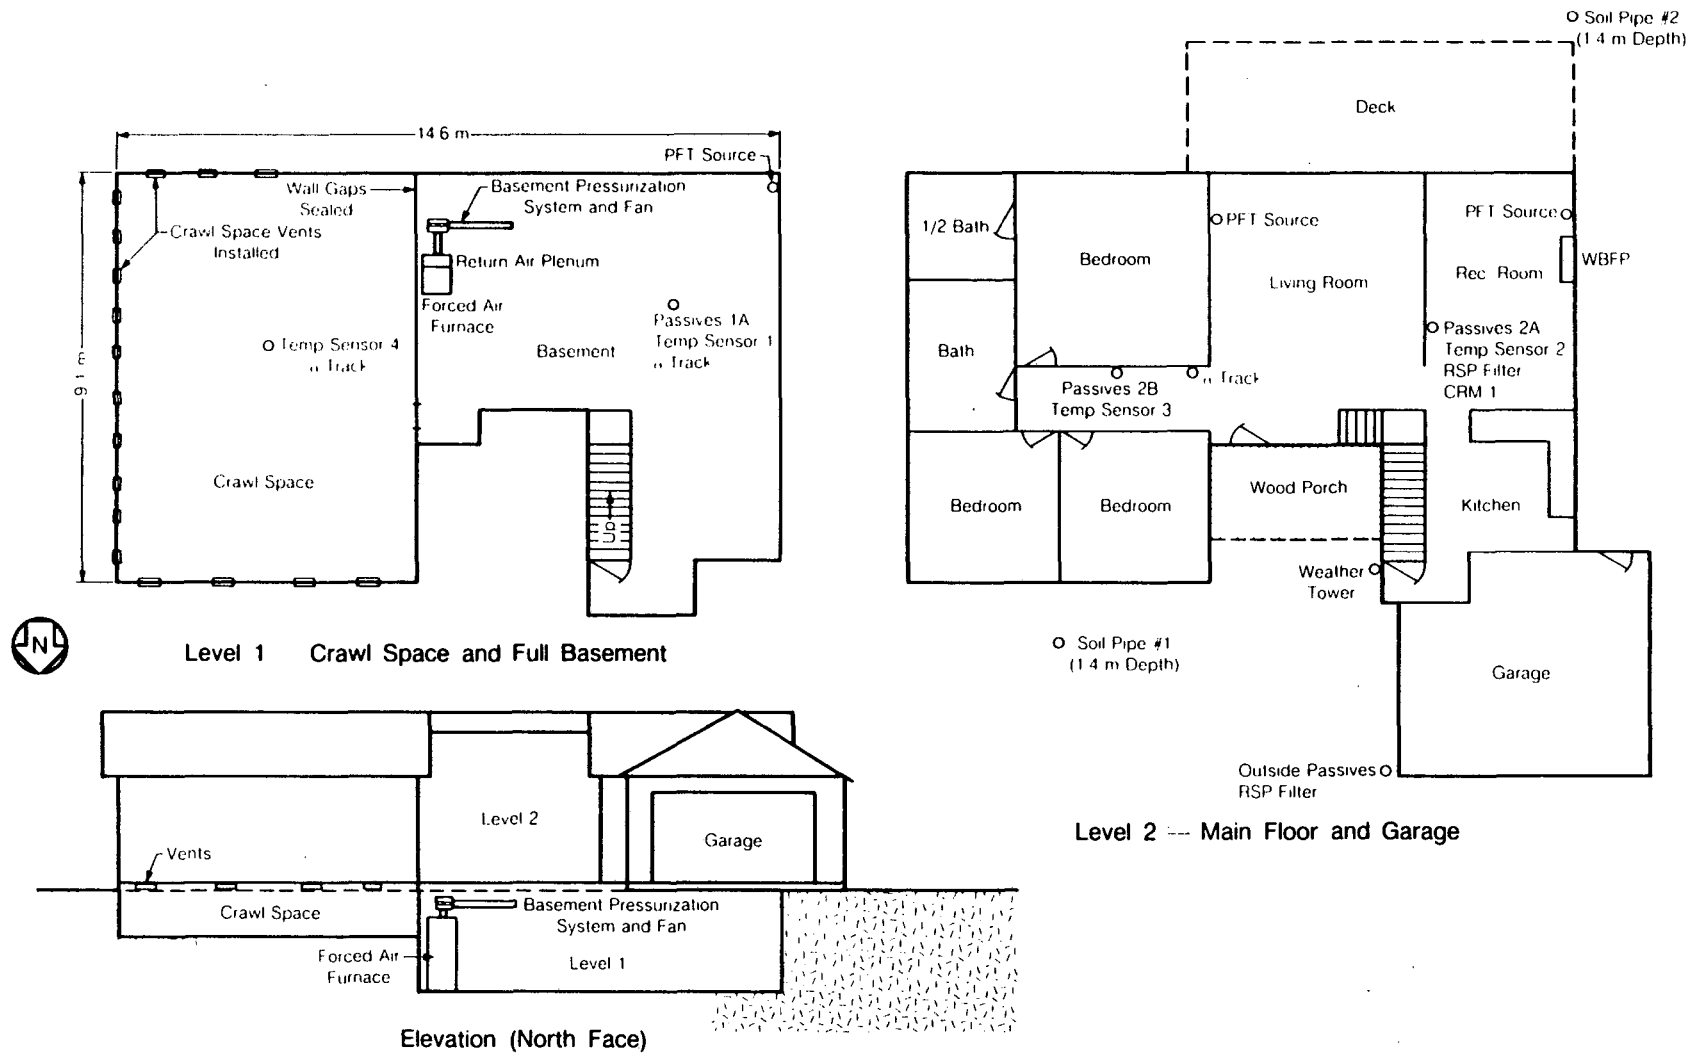 Soil Pipe #2
(1.4 m Depth)
Deck
14.6 m
PFT Source
Wall Gaps
Sealed
Basement Pressurization
System and Fan
Crawl Space Vents
Installed
Return Air Plenum
Forced Air
Furnace
Passives 1A
Temp Sensor 1
α Track
Temp Sensor 4
α Track
Basement
9.1 m
Crawl Space
Up
N
Level 1 Crawl Space and Full Basement
1/2 Bath
Bedroom
PFT Source
Living Room
PFT Source
Rec. Room
WBFP
Bath
Passives 2A
Temp Sensor 2
RSP Filter
CRM 1
Passives 2B
Temp Sensor 3
α Track
Bedroom
Bedroom
Wood Porch
Kitchen
Weather
Tower
Soil Pipe #1
(1.4 m Depth)
Garage
Outside Passives
RSP Filter
Level 2 -- Main Floor and Garage
Level 2
Garage
Vents
Crawl Space
Basement Pressurization
System and Fan
Forced Air
Furnace
Level 1
Elevation (North Face)